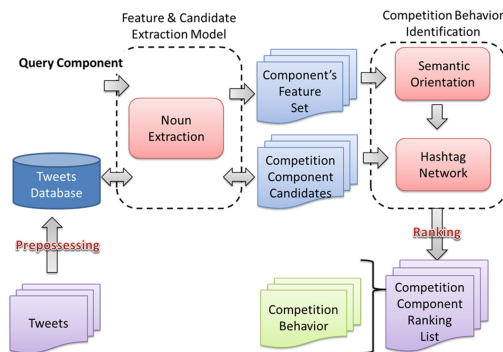 Feature & Candidate
Extraction Model
Competition Behavior
Identification
Query Component
Component's
Feature
Set
Semantic
Orientation
Noun
Extraction
Tweets
Database
Competition
Component
Candidates
Hashtag
Network
Prepossessing
Ranking
Tweets
Competition
Behavior
Competition
Component
Ranking
List